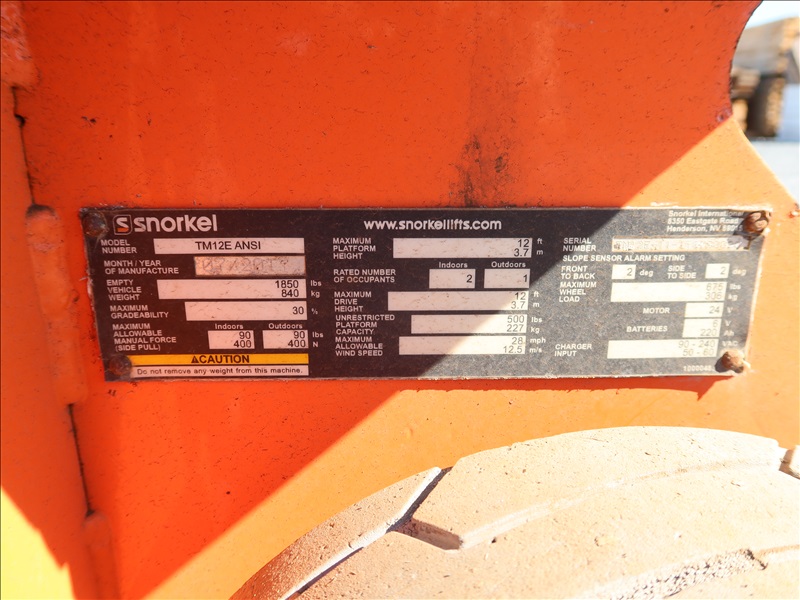 snorkel
www.snorkellifts.com
Snorkel International
Henderson, NV
MODEL NUMBER TM12E ANSI
MONTH / YEAR OF MANUFACTURE
EMPTY VEHICLE WEIGHT 1850 lbs
840 kg
MAXIMUM GRADEABILITY 30 %
MAXIMUM ALLOWABLE MANUAL FORCE (SIDE PULL)
Indoors Outdoors
90 90 lbs
400 400 N
CAUTION
Do not remove any weight from this machine.
MAXIMUM PLATFORM HEIGHT 12 ft
3.7 m
Indoors Outdoors
RATED NUMBER OF OCCUPANTS 2 1
MAXIMUM DRIVE HEIGHT 12 ft
3.7 m
UNRESTRICTED PLATFORM CAPACITY 500 lbs
227 kg
MAXIMUM ALLOWABLE WIND SPEED 28 mph
12.5 m/s
SERIAL NUMBER
SLOPE SENSOR ALARM SETTING
FRONT TO BACK 2 deg SIDE TO SIDE 2 deg
MAXIMUM WHEEL LOAD lbs
kg
MOTOR 24 V
BATTERIES V
Ah
CHARGER INPUT VAC